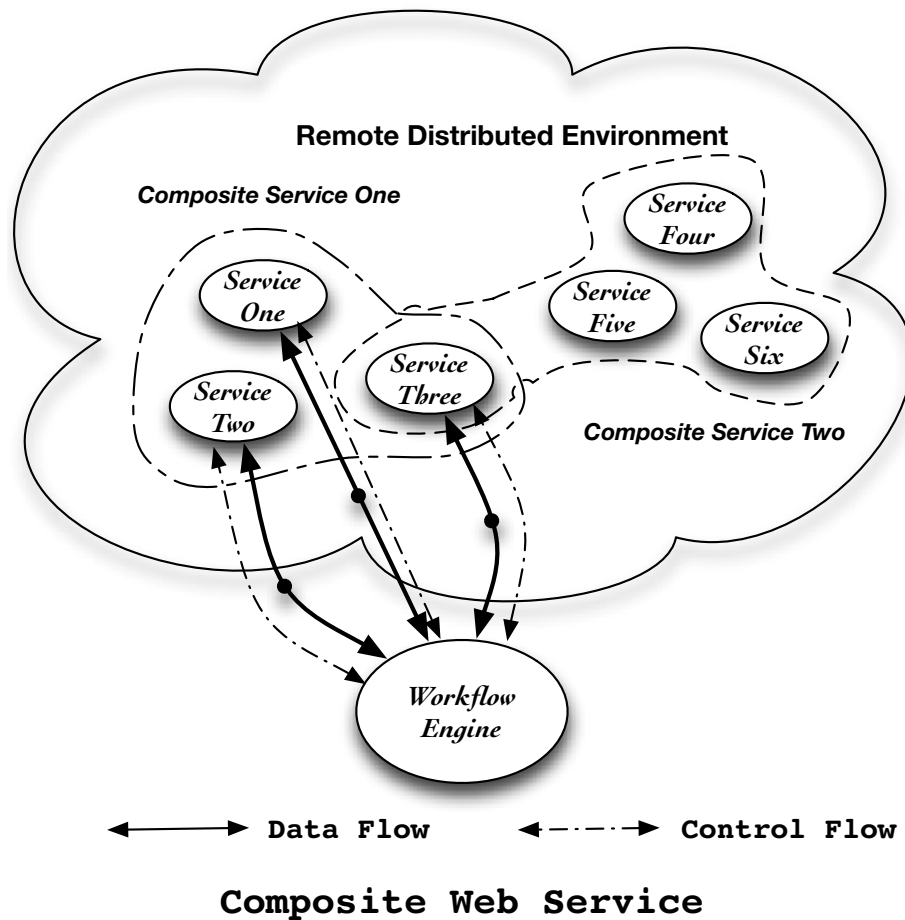 Remote Distributed Environment
Composite Service One
Service
Four
Service
One
Service
Five
Service
Six
Service
Three
Service
Two
Composite Service Two
Workflow
Engine
Data Flow
Control Flow
Composite Web Service